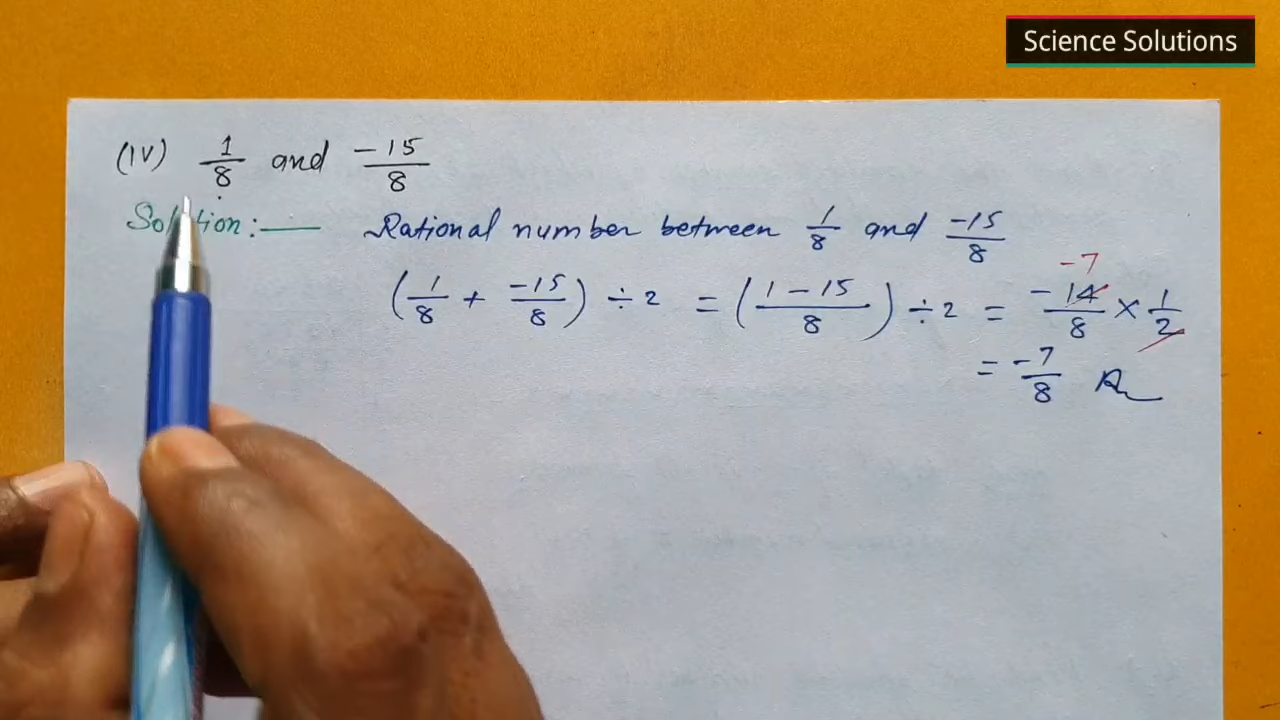 Science Solutions
(IV) 1/8 and -15/8
Solution:— Rational number between 1/8 and -15/8
(1/8 + -15/8) ÷ 2 = (1 - 15/8) ÷ 2 = -14/8 × 1/2
-7
= -7/8